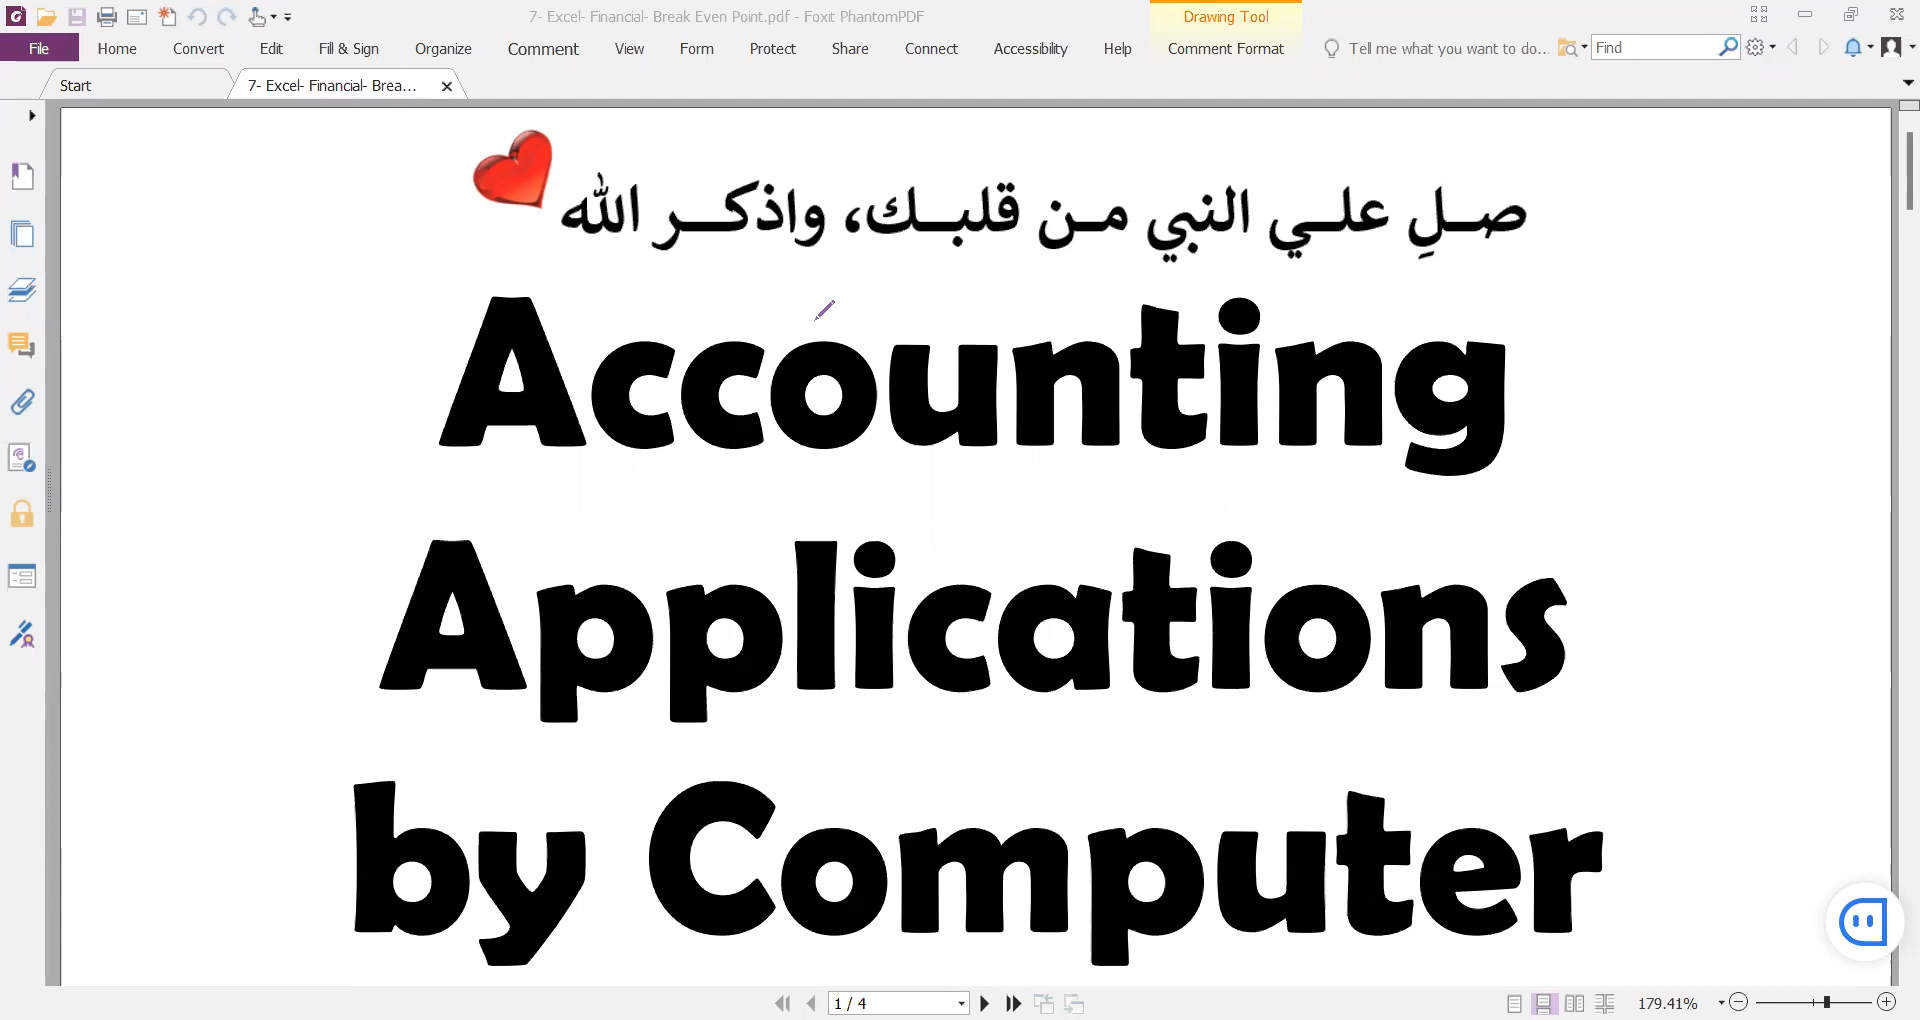 7- Excel- Financial- Break Even Point.pdf - Foxit PhantomPDF
Drawing Tool
File Home Convert Edit Fill & Sign Organize Comment View Form Protect Share Connect Accessibility Help Comment Format Tell me what you want to do... Find
Start 7- Excel- Financial- Brea...
صلِ علي النبي من قلبك، واذكر الله
Accounting
Applications
by Computer
1 / 4 179.41%